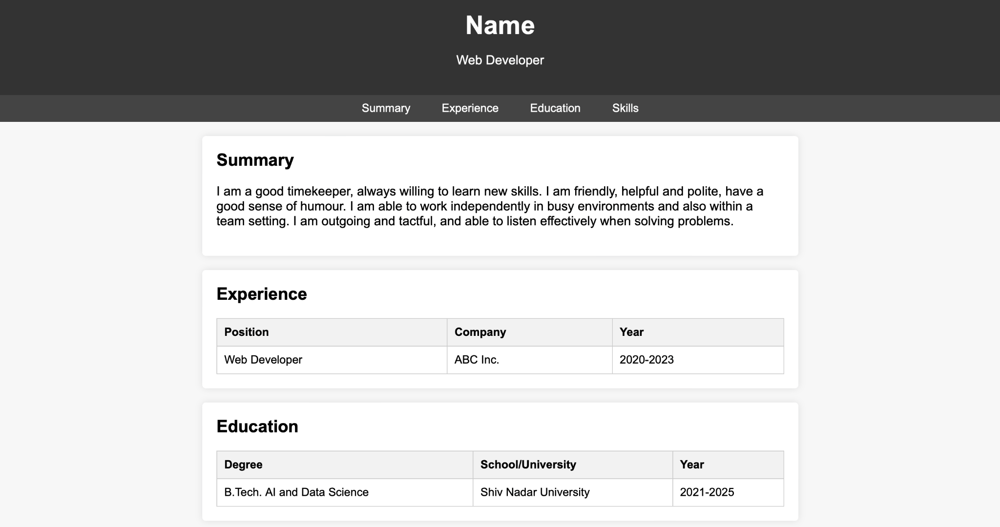 Name
Web Developer
Summary Experience Education Skills
Summary
I am a good timekeeper, always willing to learn new skills. I am friendly, helpful and polite, have a
good sense of humour. I am able to work independently in busy environments and also within a
team setting. I am outgoing and tactful, and able to listen effectively when solving problems.
Experience
Position Company Year
Web Developer ABC Inc. 2020-2023
Education
Degree School/University Year
B.Tech. AI and Data Science Shiv Nadar University 2021-2025